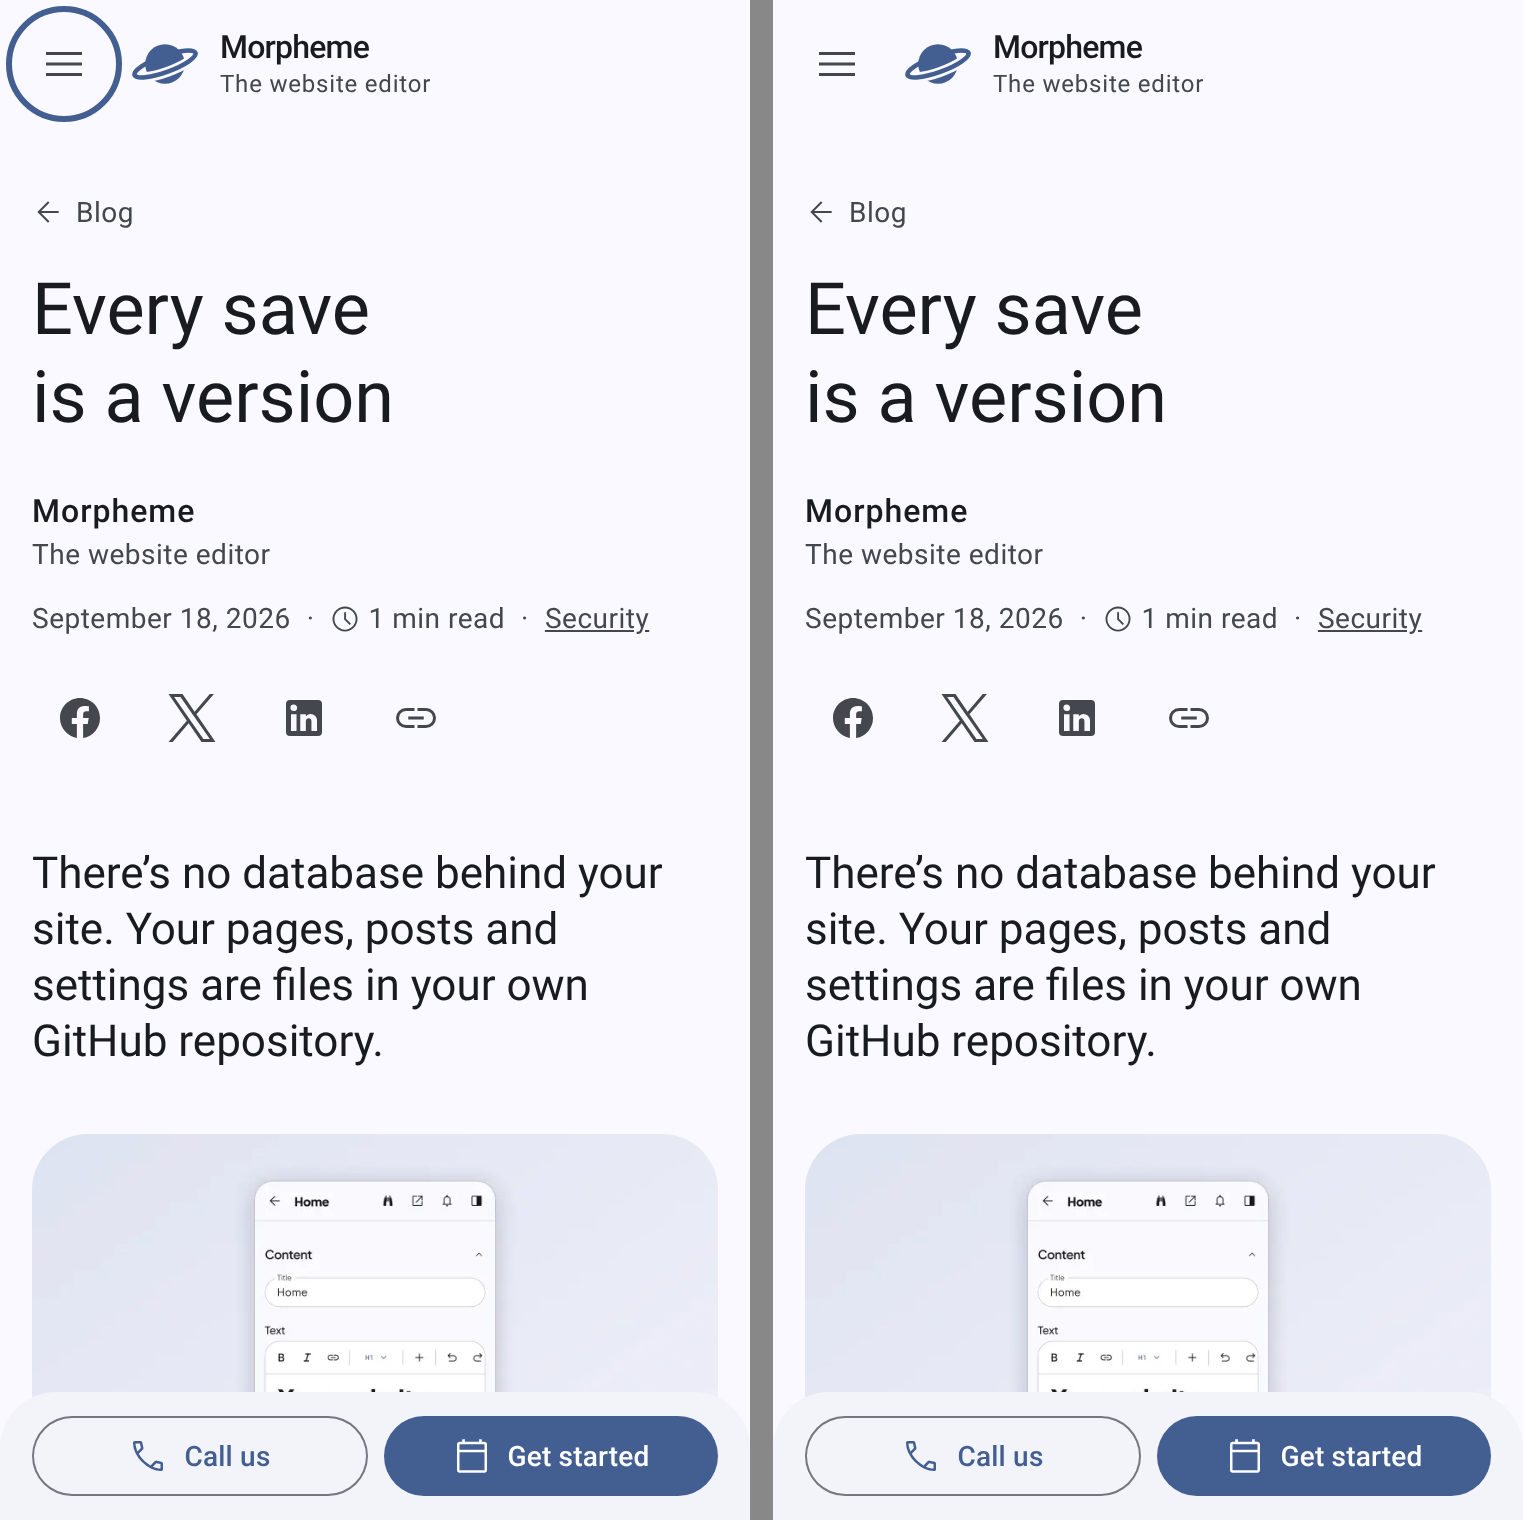 Morpheme
The website editor
Blog
Every save
is a version
Morpheme
The website editor
September 18, 2026 · 1 min read · Security
There’s no database behind your
site. Your pages, posts and
settings are files in your own
GitHub repository.
Home
Content
Title
Home
Text
B I H1
Call us
Get started
Morpheme
The website editor
Blog
Every save
is a version
Morpheme
The website editor
September 18, 2026 · 1 min read · Security
There’s no database behind your
site. Your pages, posts and
settings are files in your own
GitHub repository.
Home
Content
Title
Home
Text
B I H1
Call us
Get started